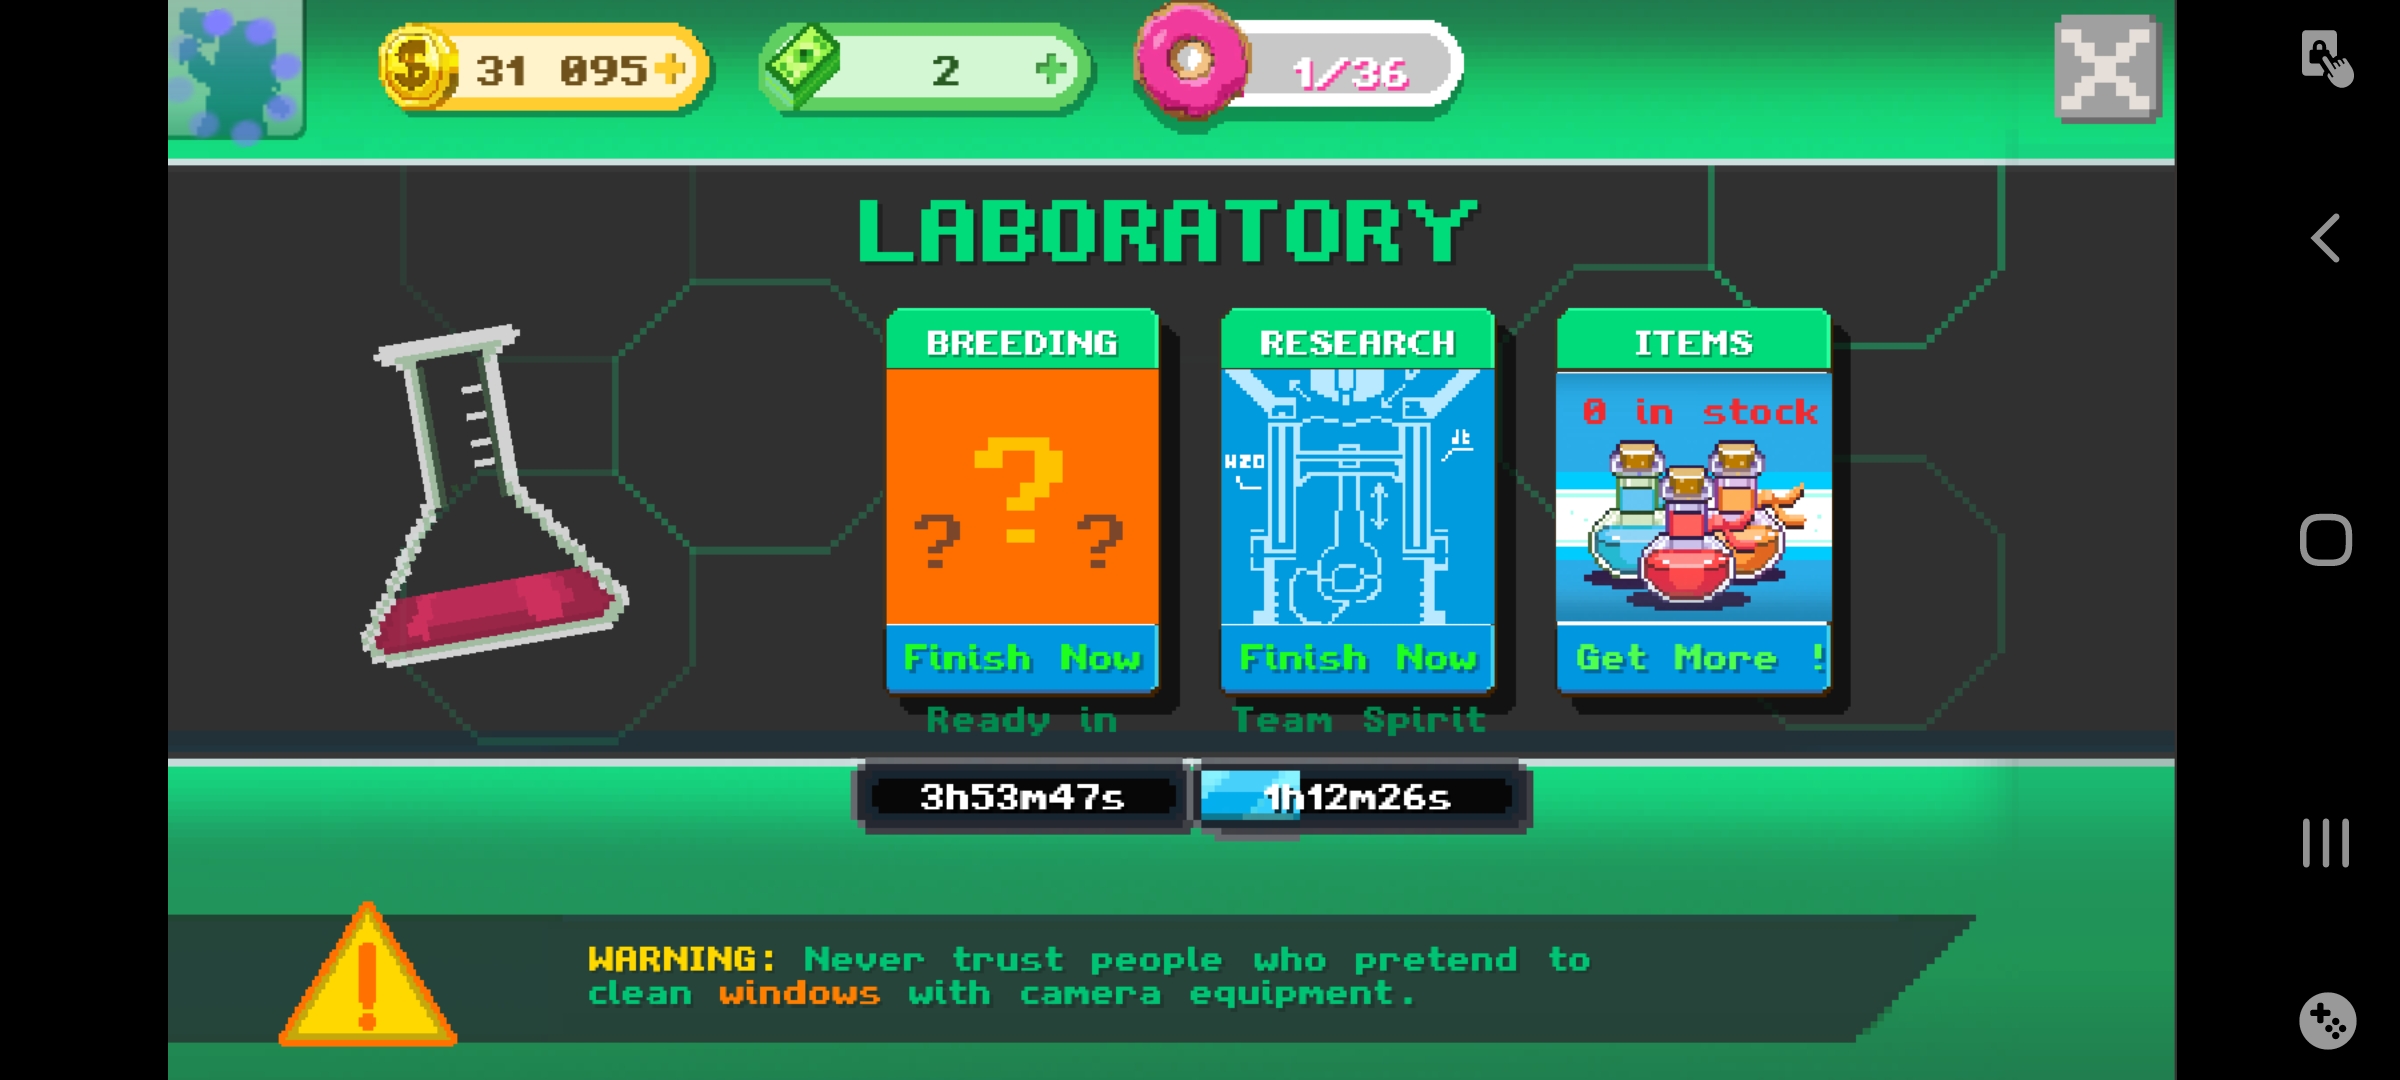 31 095
2
1/36
LABORATORY
BREEDING
RESEARCH
ITEMS
0 in stock
H2O
Finish Now
Finish Now
Get More !
Ready in
Team Spirit
3h53m47s
1h12m26s
WARNING: Never trust people who pretend to
clean windows with camera equipment.